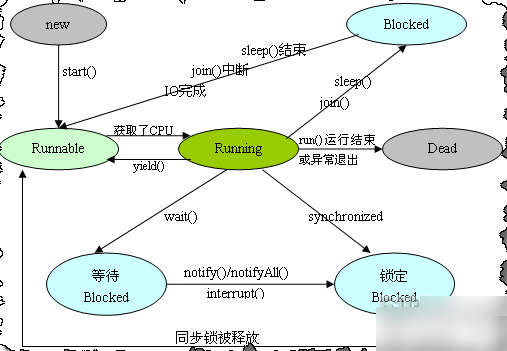 new
Blocked
sleep()结束
join()中断
IO完成
start()
sleep()
join()
Runnable
获取了CPU
yield()
Running
run()运行结束
或异常退出
Dead
wait()
synchronized
等待
Blocked
notify()/notifyAll()
interrupt()
锁定
Blocked
同步锁被释放